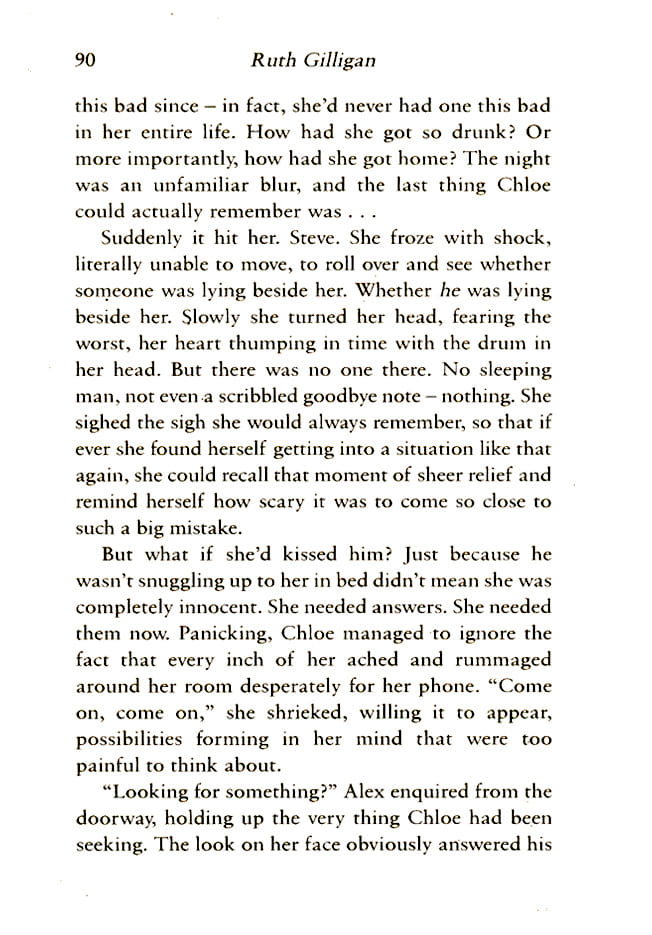 90 Ruth Gilligan
this bad since – in fact, she'd never had one this bad
in her entire life. How had she got so drunk? Or
more importantly, how had she got home? The night
was an unfamiliar blur, and the last thing Chloe
could actually remember was . . .
Suddenly it hit her. Steve. She froze with shock,
literally unable to move, to roll over and see whether
someone was lying beside her. Whether he was lying
beside her. Slowly she turned her head, fearing the
worst, her heart thumping in time with the drum in
her head. But there was no one there. No sleeping
man, not even a scribbled goodbye note – nothing. She
sighed the sigh she would always remember, so that if
ever she found herself getting into a situation like that
again, she could recall that moment of sheer relief and
remind herself how scary it was to come so close to
such a big mistake.
But what if she'd kissed him? Just because he
wasn't snuggling up to her in bed didn't mean she was
completely innocent. She needed answers. She needed
them now. Panicking, Chloe managed to ignore the
fact that every inch of her ached and rummaged
around her room desperately for her phone. "Come
on, come on," she shrieked, willing it to appear,
possibilities forming in her mind that were too
painful to think about.
"Looking for something?" Alex enquired from the
doorway, holding up the very thing Chloe had been
seeking. The look on her face obviously answered his